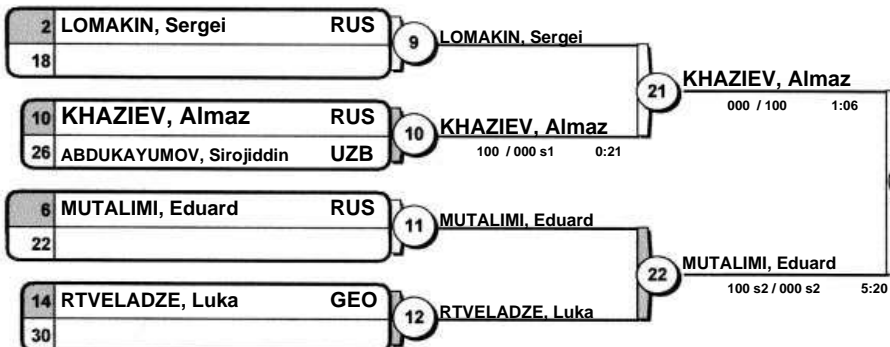 2 LOMAKIN, Sergei RUS
18
9
LOMAKIN, Sergei
10 KHAZIEV, Almaz RUS
26 ABDUKAYUMOV, Sirojiddin UZB
10
KHAZIEV, Almaz
100 / 000 s1 0:21
21
KHAZIEV, Almaz
000 / 100 1:06
6 MUTALIMI, Eduard RUS
22
11
MUTALIMI, Eduard
14 RTVELADZE, Luka GEO
30
12
RTVELADZE, Luka
22
MUTALIMI, Eduard
100 s2 / 000 s2 5:20